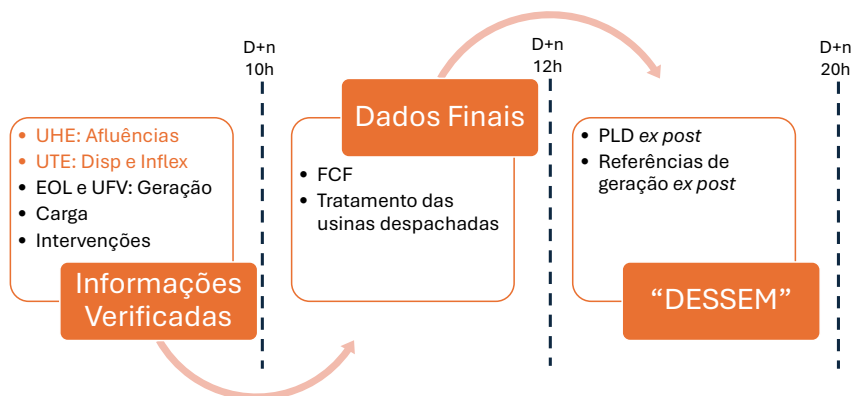 D+n
10h
• UHE: Afluências
• UTE: Disp e Inflex
• EOL e UFV: Geração
• Carga
• Intervenções
Informações
Verificadas
D+n
12h
Dados Finais
• FCF
• Tratamento das
usinas despachadas
D+n
20h
• PLD ex post
• Referências de
geração ex post
“DESSEM”